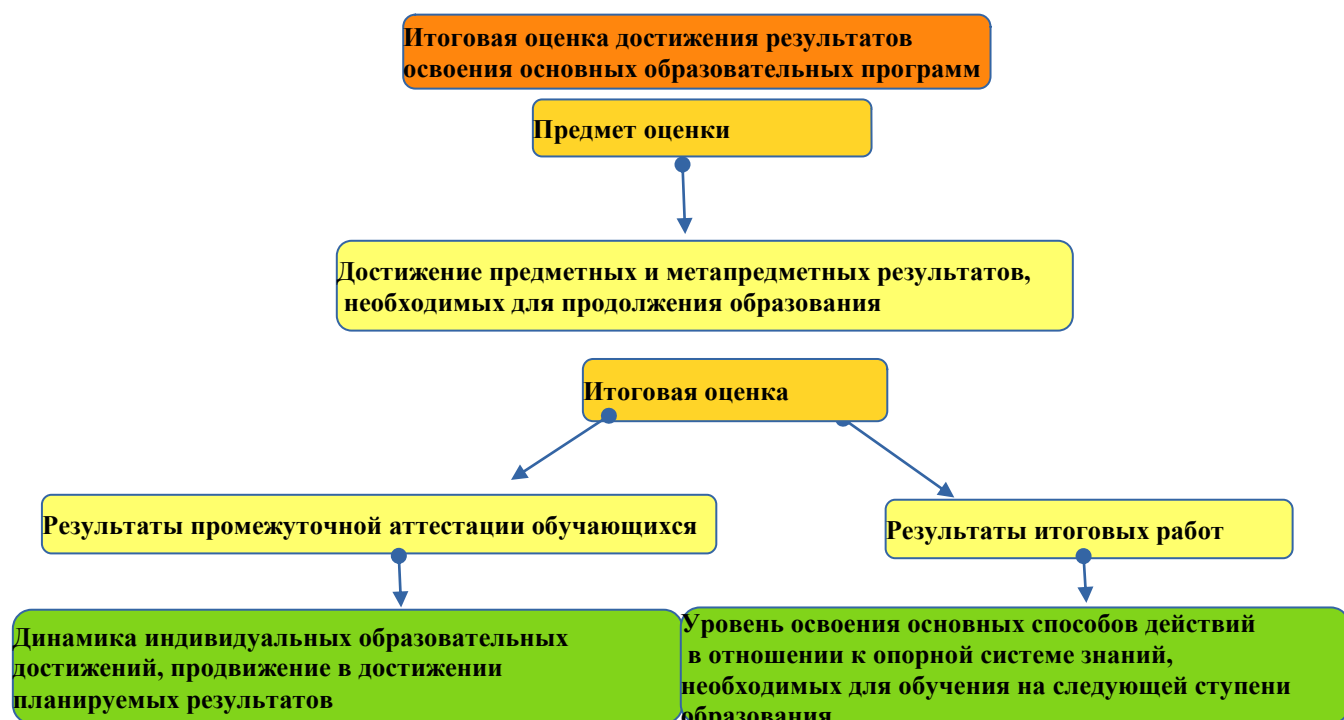 Итоговая оценка достижения результатов
освоения основных образовательных программ
Предмет оценки
Достижение предметных и метапредметных результатов,
необходимых для продолжения образования
Итоговая оценка
Результаты промежуточной аттестации обучающихся
Результаты итоговых работ
Динамика индивидуальных образовательных
достижений, продвижение в достижении
планируемых результатов
Уровень освоения основных способов действий
в отношении к опорной системе знаний,
необходимых для обучения на следующей ступени
образования